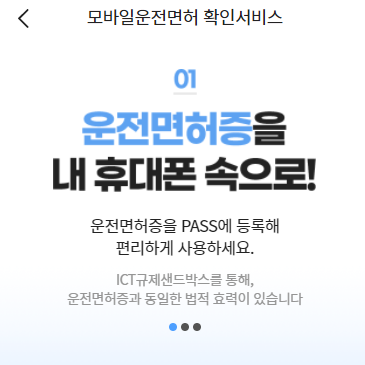 모바일운전면허 확인서비스
01
운전면허증을
내 휴대폰 속으로!
운전면허증을 PASS에 등록해
편리하게 사용하세요.
ICT규제샌드박스를 통해,
운전면허증과 동일한 법적 효력이 있습니다